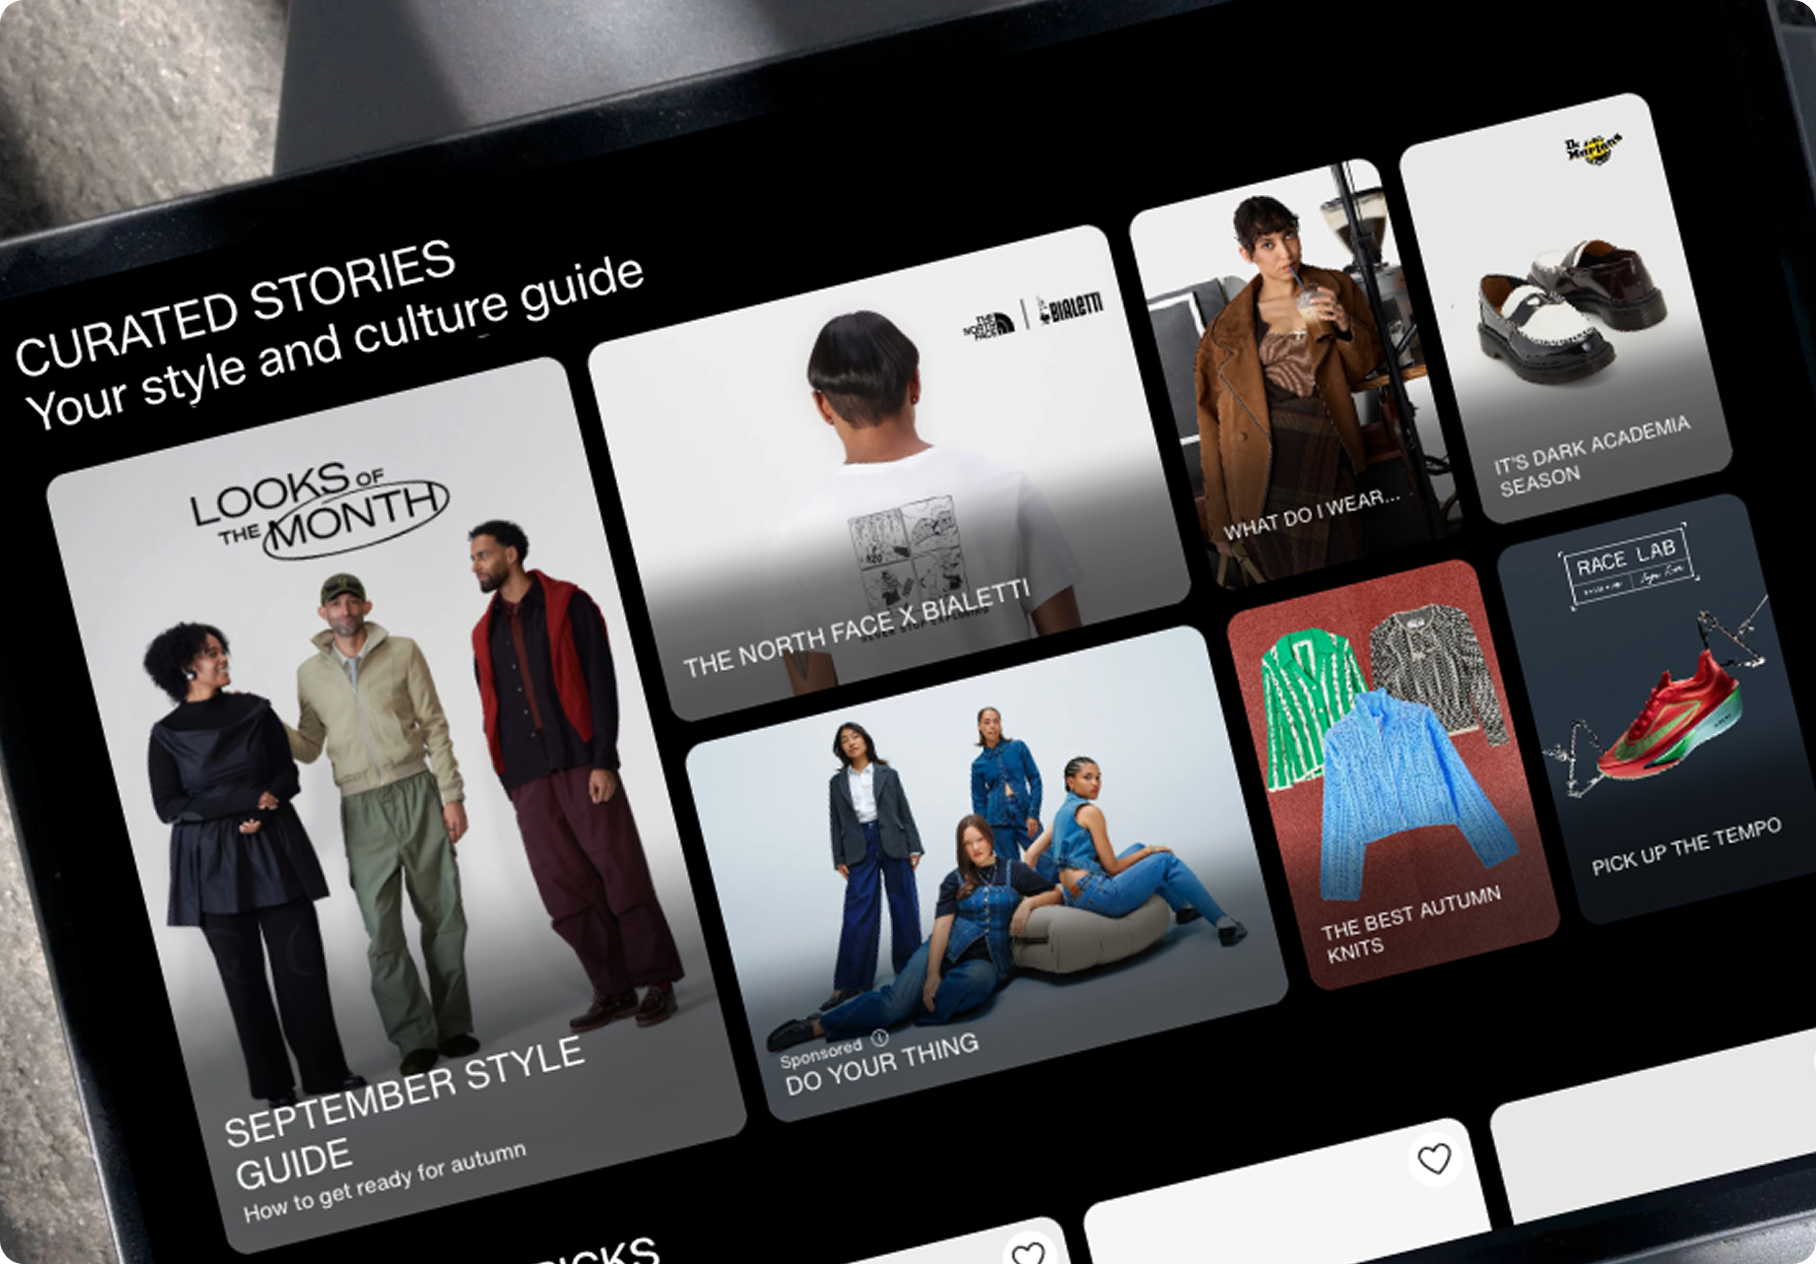 CURATED STORIES
Your style and culture guide
LOOKS OF
THE MONTH
SEPTEMBER STYLE
GUIDE
How to get ready for autumn
THE
NORTH
FACE
BIALETTI
THE NORTH FACE X BIALETTI
WHAT DO I WEAR...
Dr.
Martens
IT'S DARK ACADEMIA
SEASON
Sponsored
DO YOUR THING
THE BEST AUTUMN
KNITS
RACE LAB
PICK UP THE TEMPO